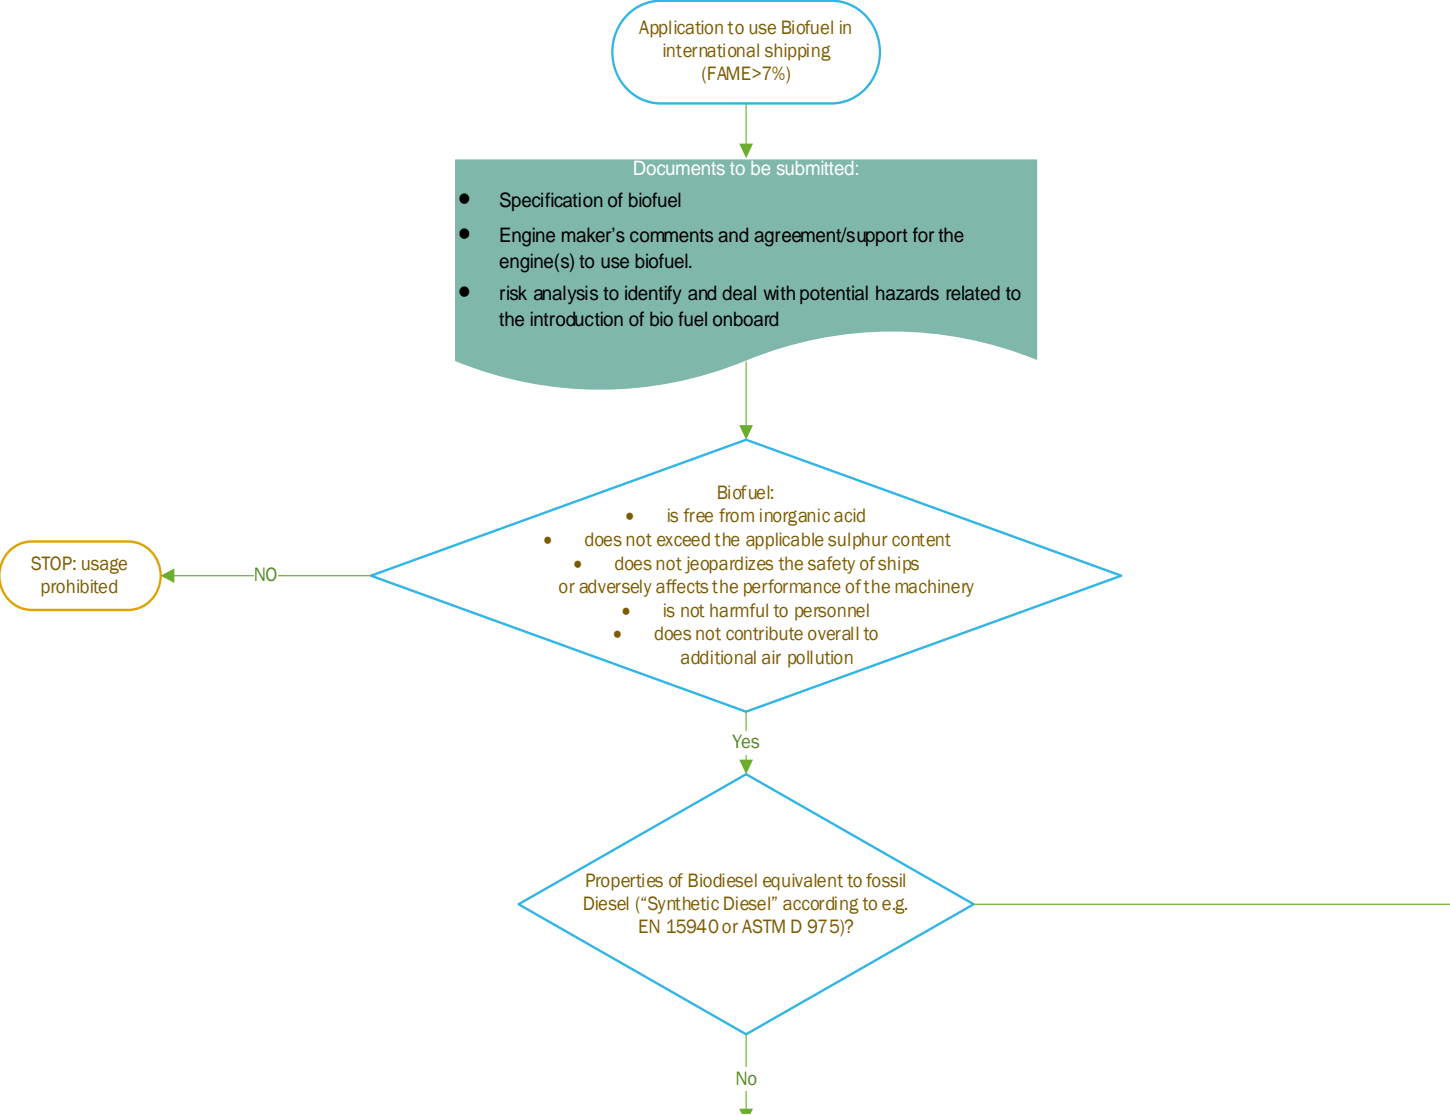 Application to use Biofuel in
international shipping
(FAME>7%)
Documents to be submitted:
● Specification of biofuel
● Engine maker’s comments and agreement/support for the
engine(s) to use biofuel.
● risk analysis to identify and deal with potential hazards related to
the introduction of bio fuel onboard
Biofuel:
● is free from inorganic acid
● does not exceed the applicable sulphur content
● does not jeopardizes the safety of ships
or adversely affects the performance of the machinery
● is not harmful to personnel
● does not contribute overall to
additional air pollution
NO
STOP: usage
prohibited
Yes
Properties of Biodiesel equivalent to fossil
Diesel (“Synthetic Diesel” according to e.g.
EN 15940 or ASTM D 975)?
No